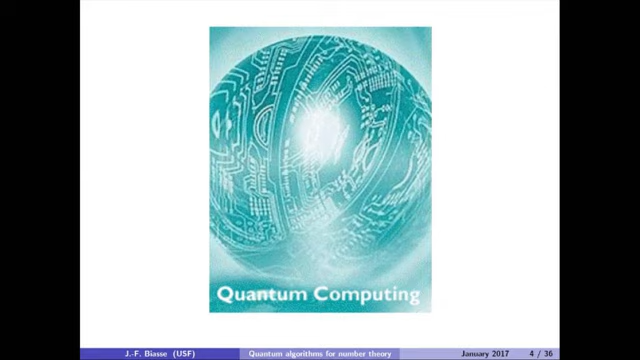 Quantum Computing
J.-F. Biasse (USF)
Quantum algorithms for number theory
January 2017
4 / 36